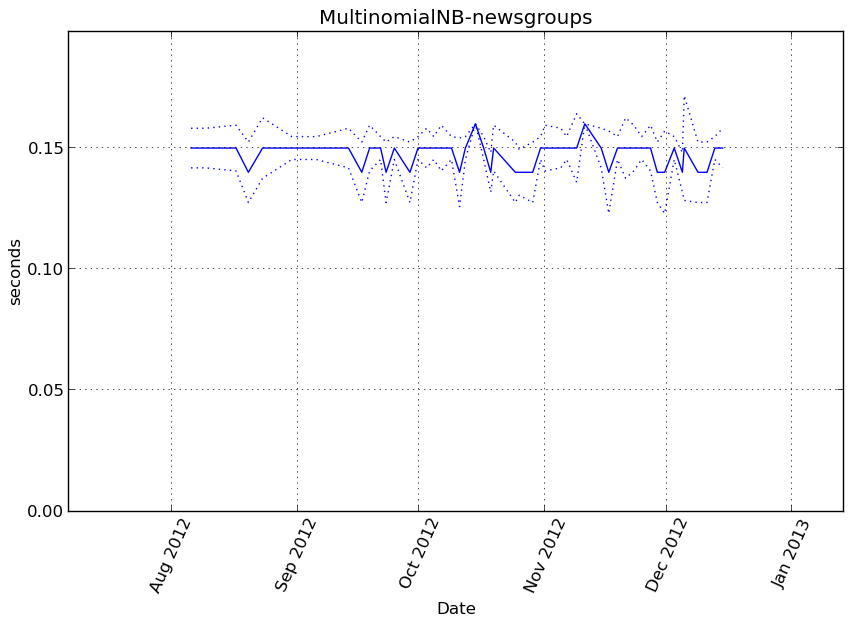 MultinomialNB-newsgroups
seconds
0.15
0.10
0.05
0.00
Aug 2012
Sep 2012
Oct 2012
Nov 2012
Dec 2012
Jan 2013
Date